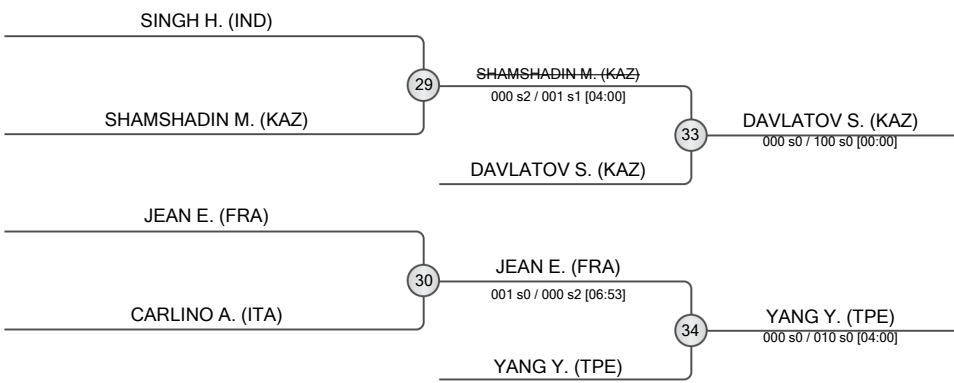 SINGH H. (IND)
29
SHAMSHADIN M. (KAZ)
000 s2 / 001 s1 [04:00]
SHAMSHADIN M. (KAZ)
33
DAVLATOV S. (KAZ)
000 s0 / 100 s0 [00:00]
DAVLATOV S. (KAZ)
JEAN E. (FRA)
30
JEAN E. (FRA)
001 s0 / 000 s2 [06:53]
CARLINO A. (ITA)
34
YANG Y. (TPE)
000 s0 / 010 s0 [04:00]
YANG Y. (TPE)